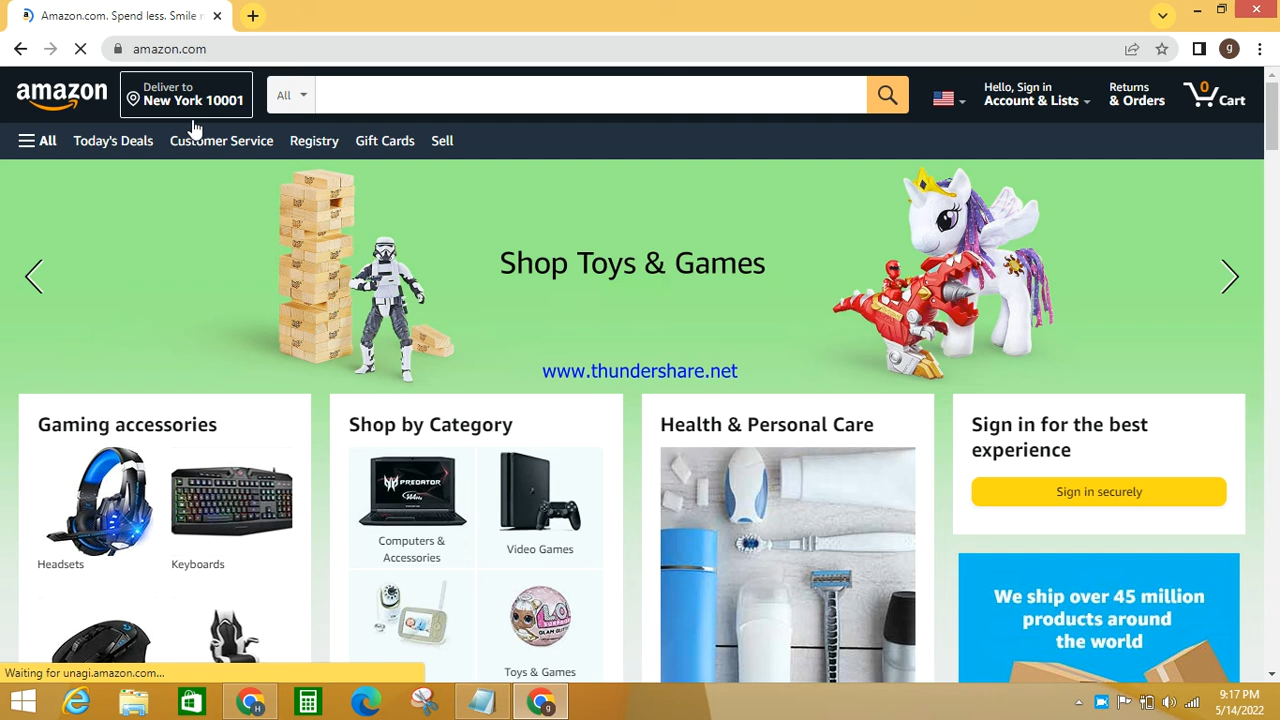 Amazon.com. Spend less. Smile
amazon.com
g
amazon
Deliver to
New York 10001
All
Hello, Sign in
Account & Lists
Returns
& Orders
0
Cart
All
Today's Deals
Customer Service
Registry
Gift Cards
Sell
Shop Toys & Games
www.thundershare.net
Gaming accessories
Headsets
Keyboards
Shop by Category
PREDATOR
Computers &
Accessories
Video Games
Toys & Games
Health & Personal Care
Sign in for the best
experience
Sign in securely
We ship over 45 million
products around
the world
Waiting for unagi.amazon.com...
H
g
9:17 PM
5/14/2022